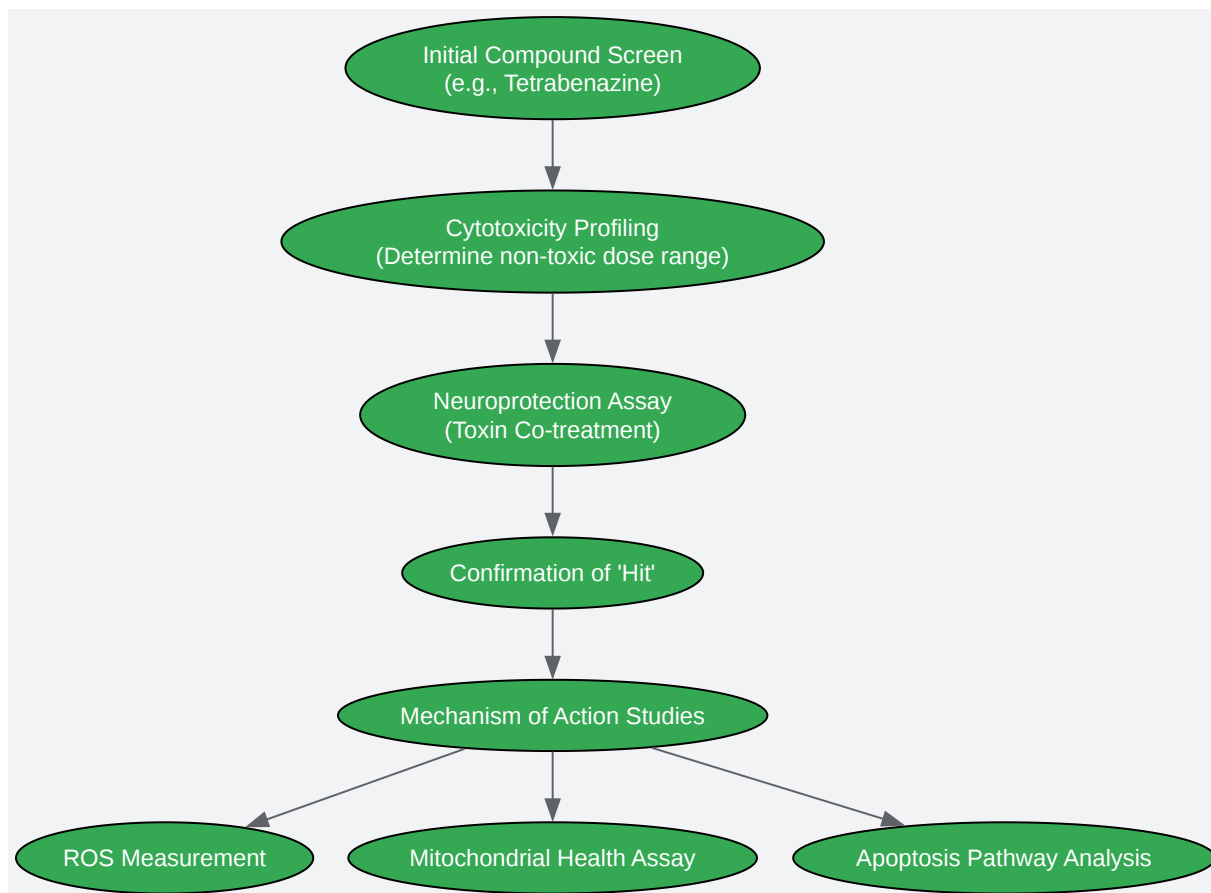 Initial Compound Screen
(e.g., Tetrabenazine)
Cytotoxicity Profiling
(Determine non-toxic dose range)
Neuroprotection Assay
(Toxin Co-treatment)
Confirmation of 'Hit'
Mechanism of Action Studies
ROS Measurement
Mitochondrial Health Assay
Apoptosis Pathway Analysis